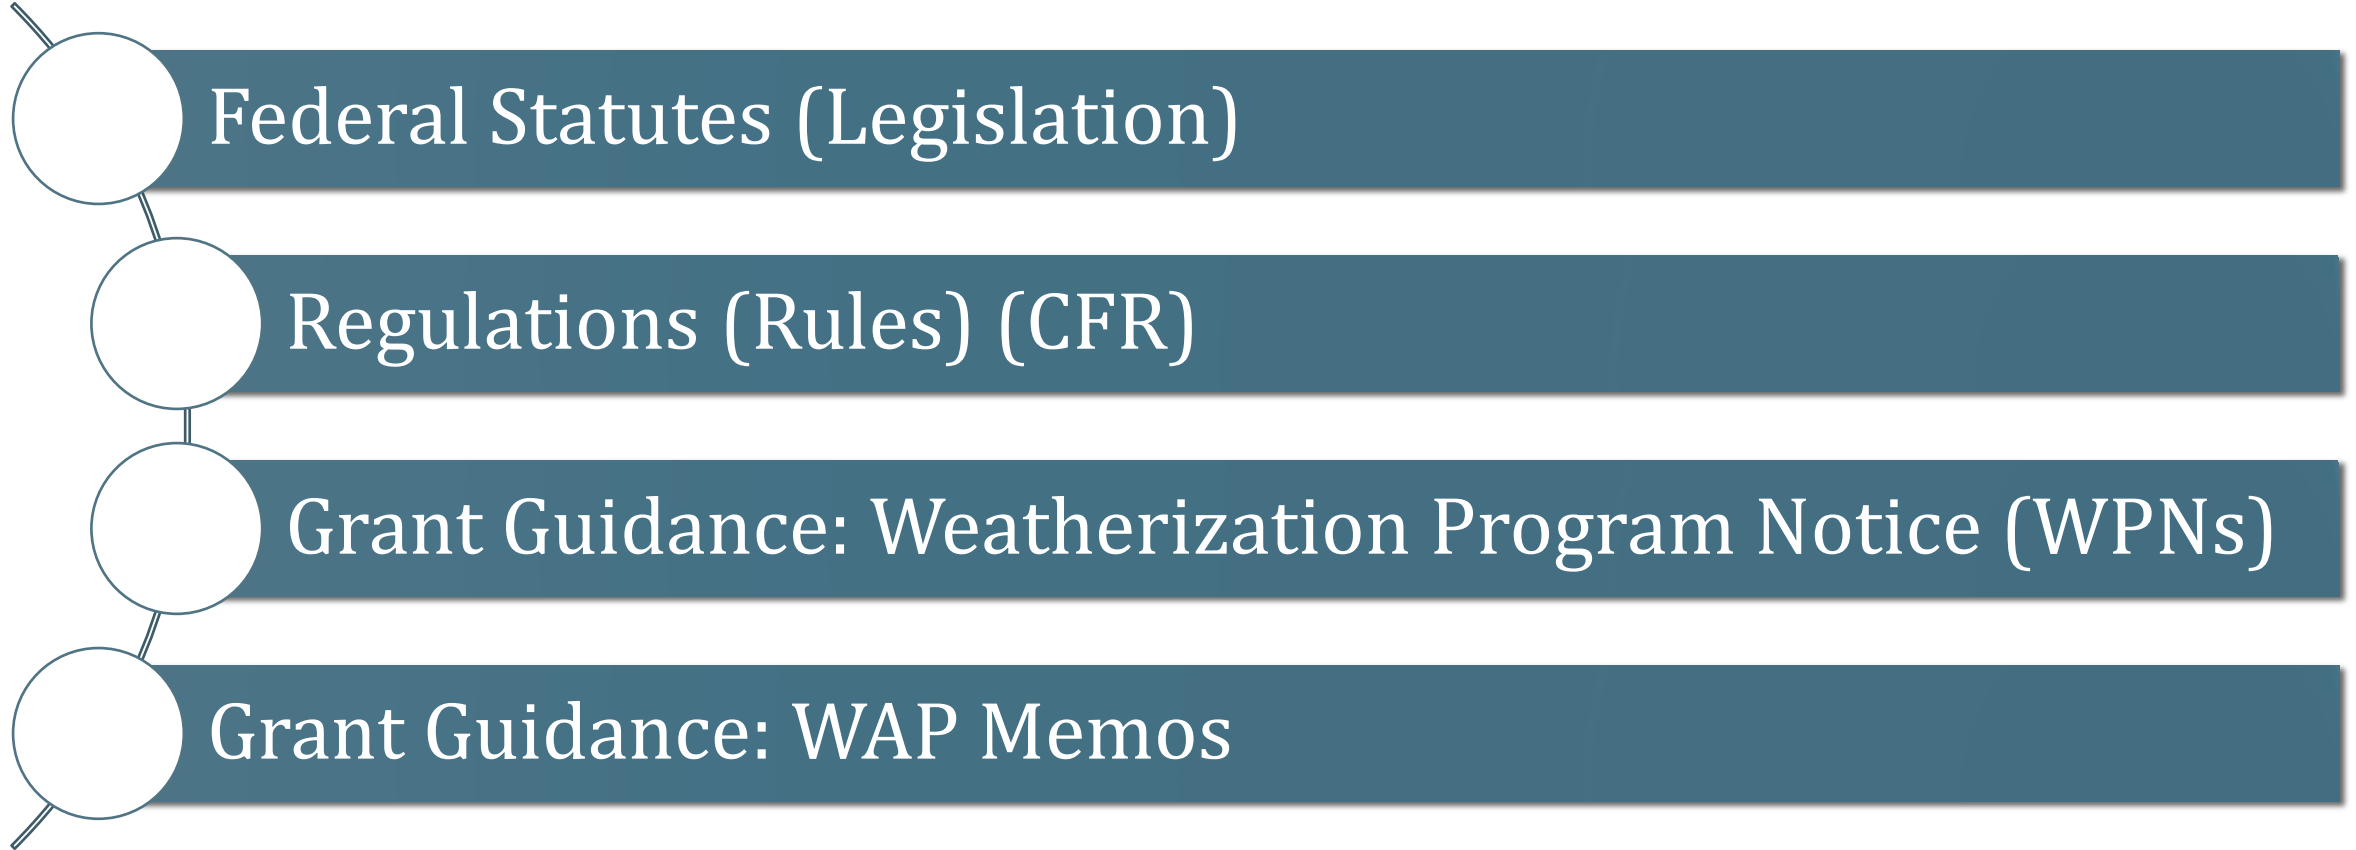 Federal Statutes (Legislation)
Regulations (Rules) (CFR)
Grant Guidance: Weatherization Program Notice (WPNs)
Grant Guidance: WAP Memos